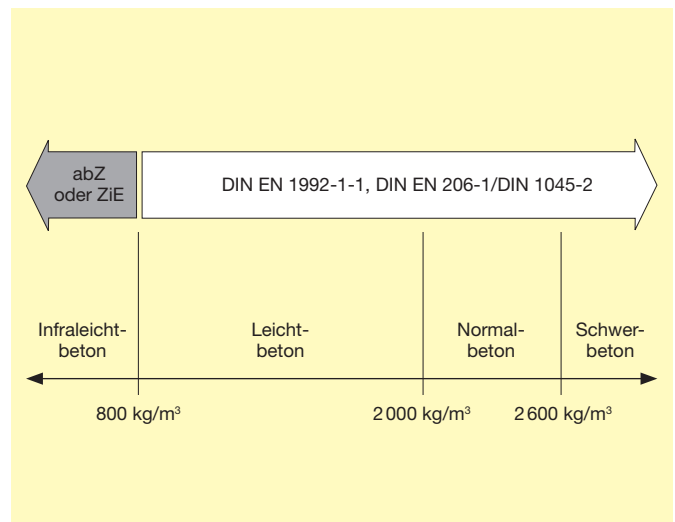 abZ
oder ZiE
DIN EN 1992-1-1, DIN EN 206-1/DIN 1045-2
Infraleicht-
beton
Leicht-
beton
Normal-
beton
Schwer-
beton
800 kg/m³
2 000 kg/m³
2 600 kg/m³